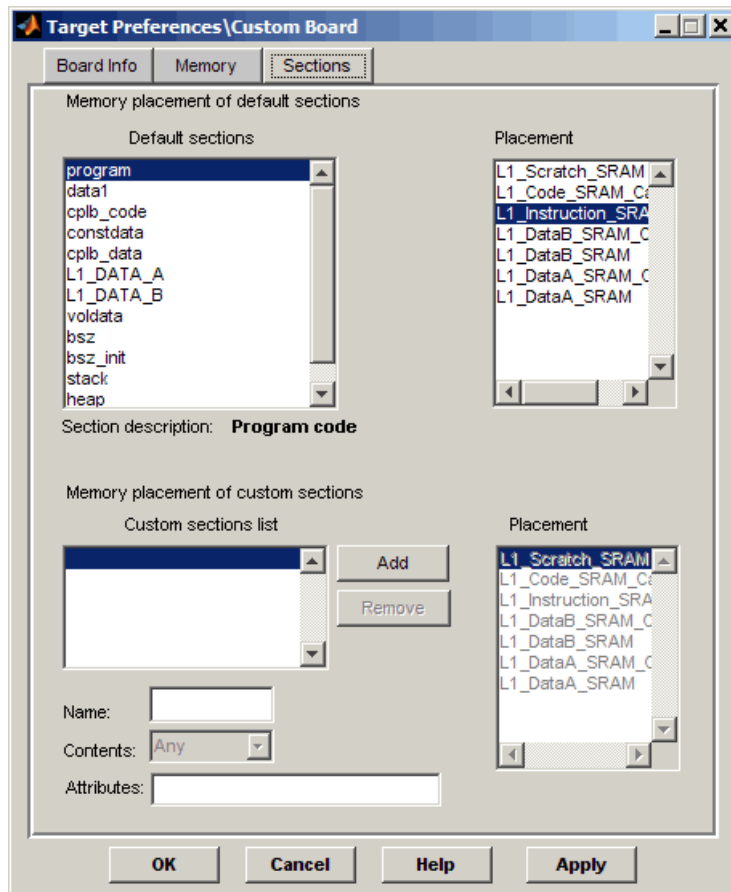 Target Preferences\Custom Board
Board Info Memory Sections
Memory placement of default sections
Default sections
program
data1
cplb_code
constdata
cplb_data
L1_DATA_A
L1_DATA_B
voldata
bsz
bsz_init
stack
heap
Placement
L1_Scratch_SRAM
L1_Code_SRAM_Ca
L1_Instruction_SRA
L1_DataB_SRAM_C
L1_DataB_SRAM
L1_DataA_SRAM_C
L1_DataA_SRAM
Section description: Program code
Memory placement of custom sections
Custom sections list
Add
Remove
Placement
L1_Scratch_SRAM
L1_Code_SRAM_Ca
L1_Instruction_SRA
L1_DataB_SRAM_C
L1_DataB_SRAM
L1_DataA_SRAM_C
L1_DataA_SRAM
Name:
Contents: Any
Attributes:
OK Cancel Help Apply